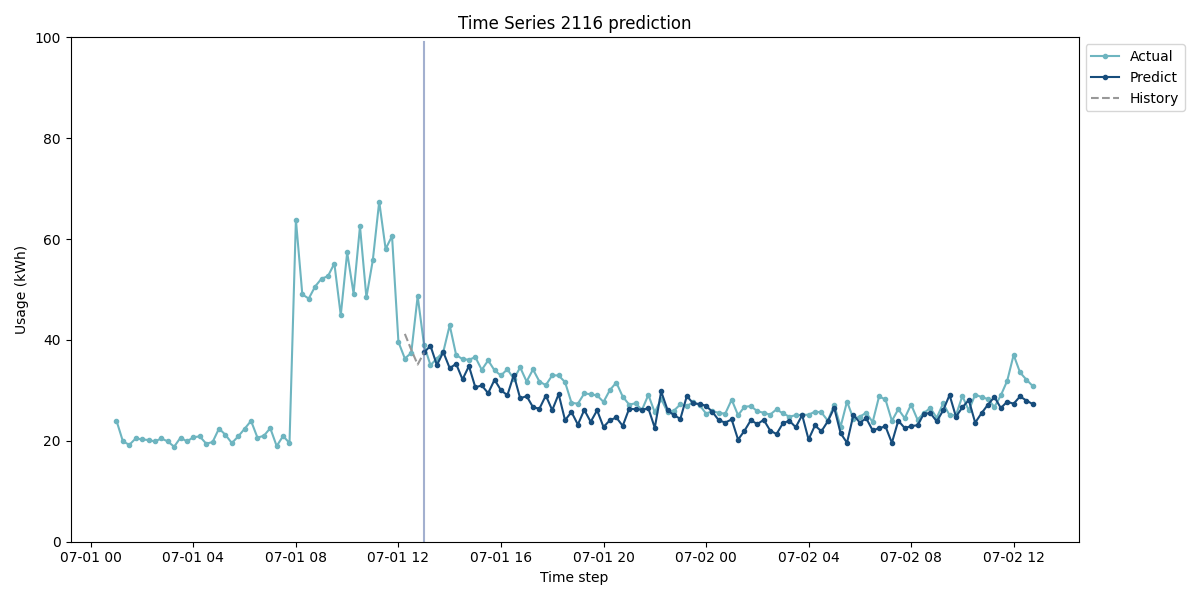 Time Series 2116 prediction
100
80
60
40
20
0
Usage (kWh)
07-01 00
07-01 04
07-01 08
07-01 12
07-01 16
07-01 20
07-02 00
07-02 04
07-02 08
07-02 12
Time step
Actual
Predict
History